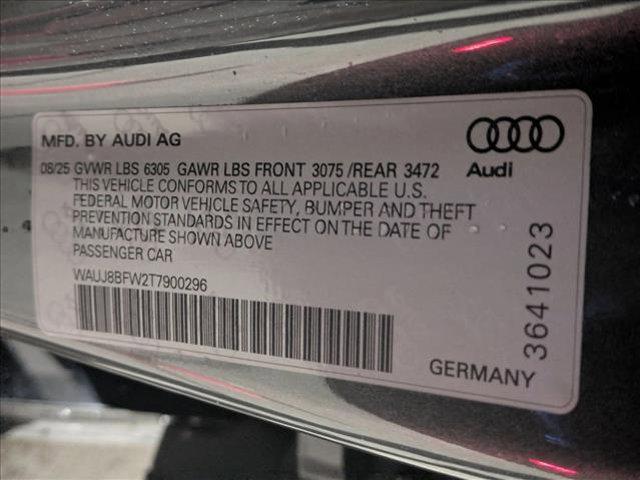 MFD. BY AUDI AG
08/25 GVWR LBS 6305 GAWR LBS FRONT 3075 /REAR 3472
THIS VEHICLE CONFORMS TO ALL APPLICABLE U.S.
FEDERAL MOTOR VEHICLE SAFETY, BUMPER AND THEFT
PREVENTION STANDARDS IN EFFECT ON THE DATE OF
MANUFACTURE SHOWN ABOVE
PASSENGER CAR
WAUJ8BFW2T7900296
Audi
3641023
GERMANY